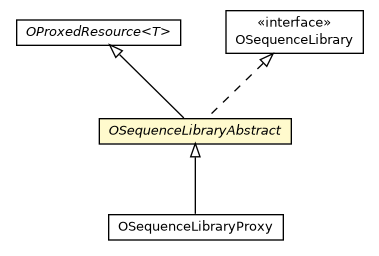 OProxedResource<T>
«interface»
OSequenceLibrary
OSequenceLibraryAbstract
OSequenceLibraryProxy